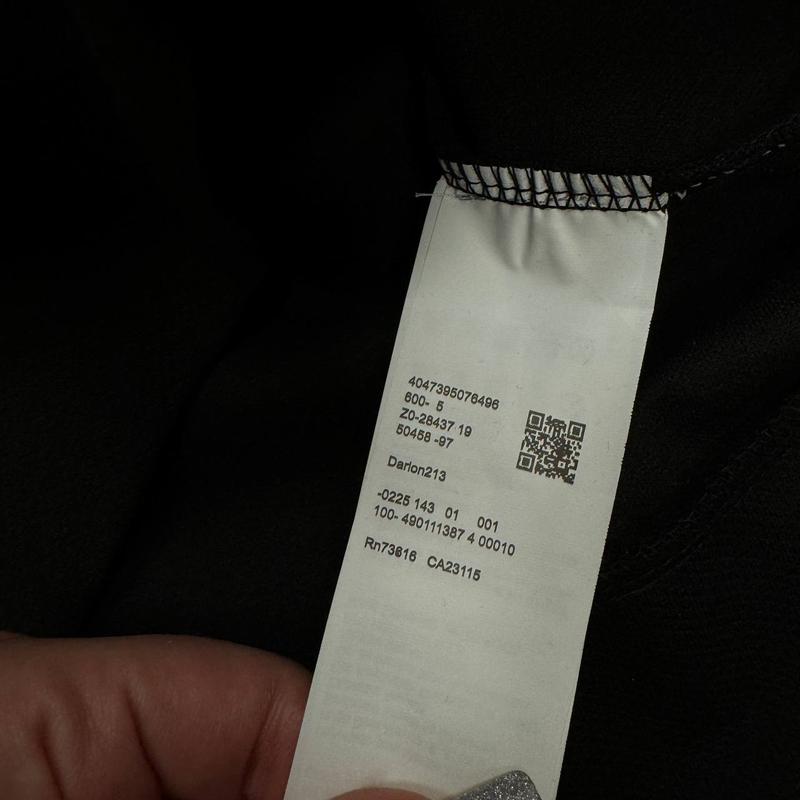 4047395076496
600- 5
Z0-28437 19
50458 -97
Darlon213
-0225 143 01 001
100- 490111387 4 00010
Rn73616 CA23115